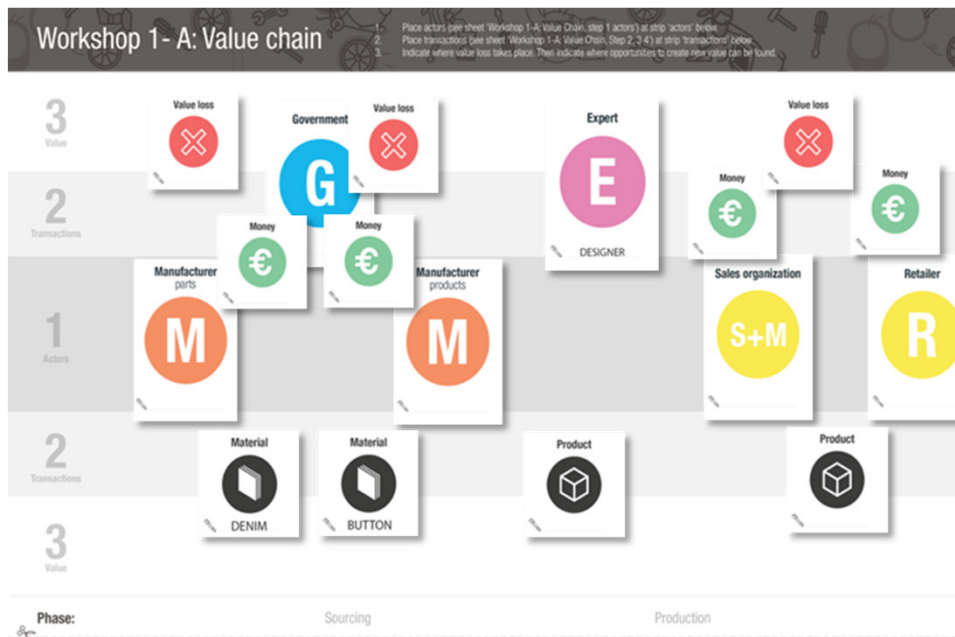 Workshop 1- A: Value chain
1. Place actors (see sheet 'Workshop 1-A: Value Chain, step 1 actors') at strip 'actors' below.
2. Place transactions (see sheet 'Workshop 1-A: Value Chain, Step 2, 3 4') at strip 'transactions' below.
3. Indicate where value loss takes place. Then indicate where opportunities to create new value can be found.
3
Value
Value loss
Government
G
Value loss
Expert
E
DESIGNER
Value loss
2
Transactions
Money
€
Money
€
Money
€
Money
€
1
Actors
Manufacturer
parts
M
Manufacturer
products
M
Sales organization
S+M
Retailer
R
2
Transactions
Material
DENIM
Material
BUTTON
Product
Product
3
Value
Phase:
Sourcing
Production